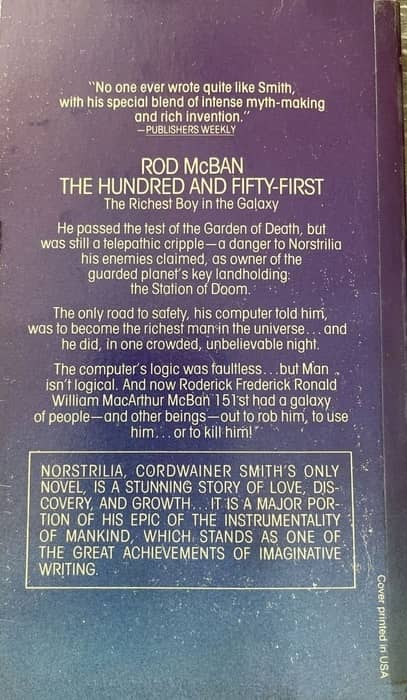 "No one ever wrote quite like Smith,
with his special blend of intense myth-making
and rich invention."
—PUBLISHERS WEEKLY
ROD McBAN
THE HUNDRED AND FIFTY-FIRST
The Richest Boy in the Galaxy
He passed the test of the Garden of Death, but
was still a telepathic cripple—a danger to Norstrilia
his enemies claimed, as owner of the
guarded planet's key landholding:
the Station of Doom.
The only road to safety, his computer told him,
was to become the richest man in the universe...and
he did, in one crowded, unbelievable night.
The computer's logic was faultless...but Man
isn't logical. And now Roderick Frederick Ronald
William MacArthur McBan 151st had a galaxy
of people—and other beings—out to rob him, to use
him...or to kill him!
NORSTRILIA, CORDWAINER SMITH'S ONLY
NOVEL, IS A STUNNING STORY OF LOVE, DIS-
COVERY, AND GROWTH...IT IS A MAJOR POR-
TION OF HIS EPIC OF THE INSTRUMENTALITY
OF MANKIND, WHICH STANDS AS ONE OF
THE GREAT ACHIEVEMENTS OF IMAGINATIVE
WRITING.
Cover printed in USA